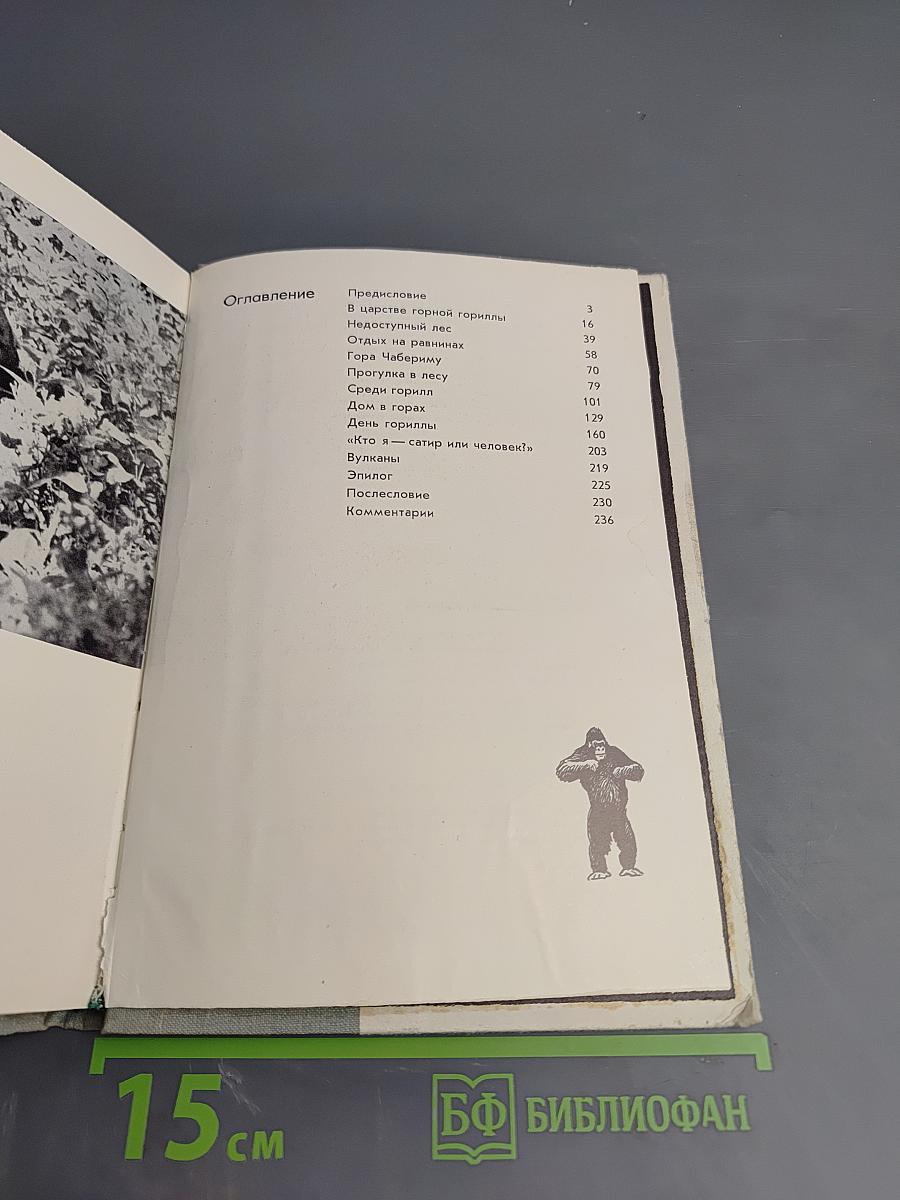 Оглавление
Предисловие 3
В царстве горной гориллы 16
Недоступный лес 39
Отдых на равнинах 58
Гора Чабериму 70
Прогулка в лесу 79
Среди горилл 101
Дом в горах 129
День гориллы 160
«Кто я — сатир или человек?» 203
Вулканы 219
Эпилог 225
Послесловие 230
Комментарии 236
15 см
БФ БИБЛИОФАН